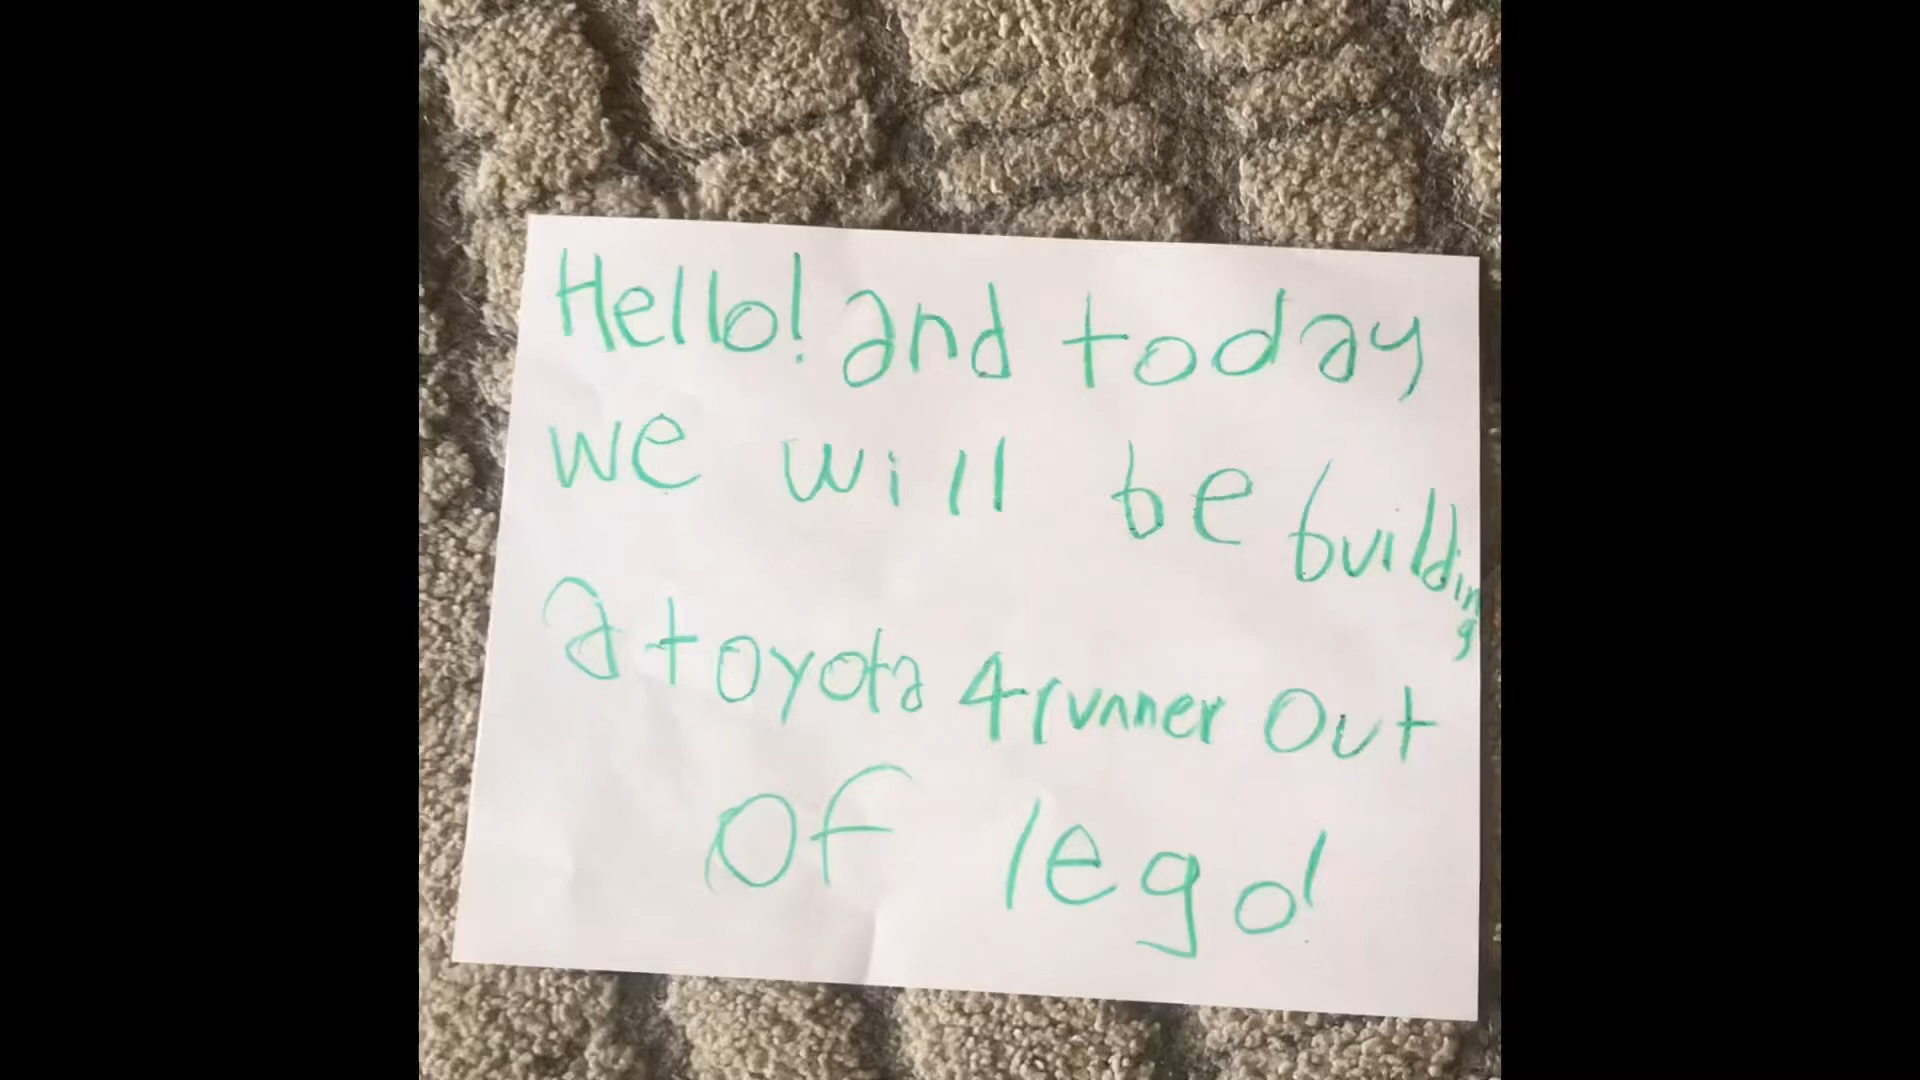 Hello! and today
we will be building
a toyota 4runner out
of lego!